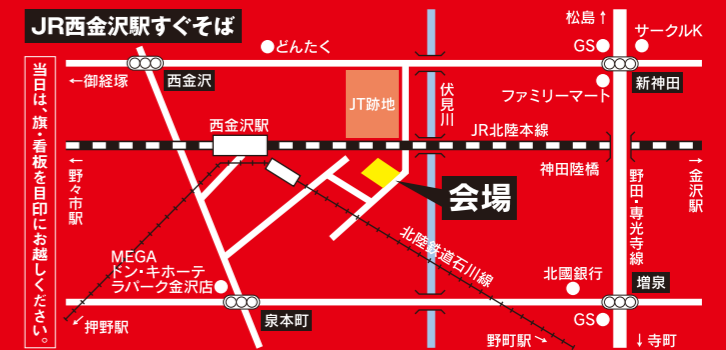 JR西金沢駅すぐそば
当日は、旗・看板を目印にお越しください。
松島↑
サークルK
GS
どんたく
←御経塚
西金沢
JT跡地
伏見川
ファミリーマート
新神田
西金沢駅
JR北陸本線
←野々市駅
神田陸橋
→金沢駅
野田・専光寺線
会場
北陸鉄道石川線
MEGA
ドン・キホーテ
ラパーク金沢店
北國銀行
増泉
↙押野駅
泉本町
GS
野町駅→
↓寺町